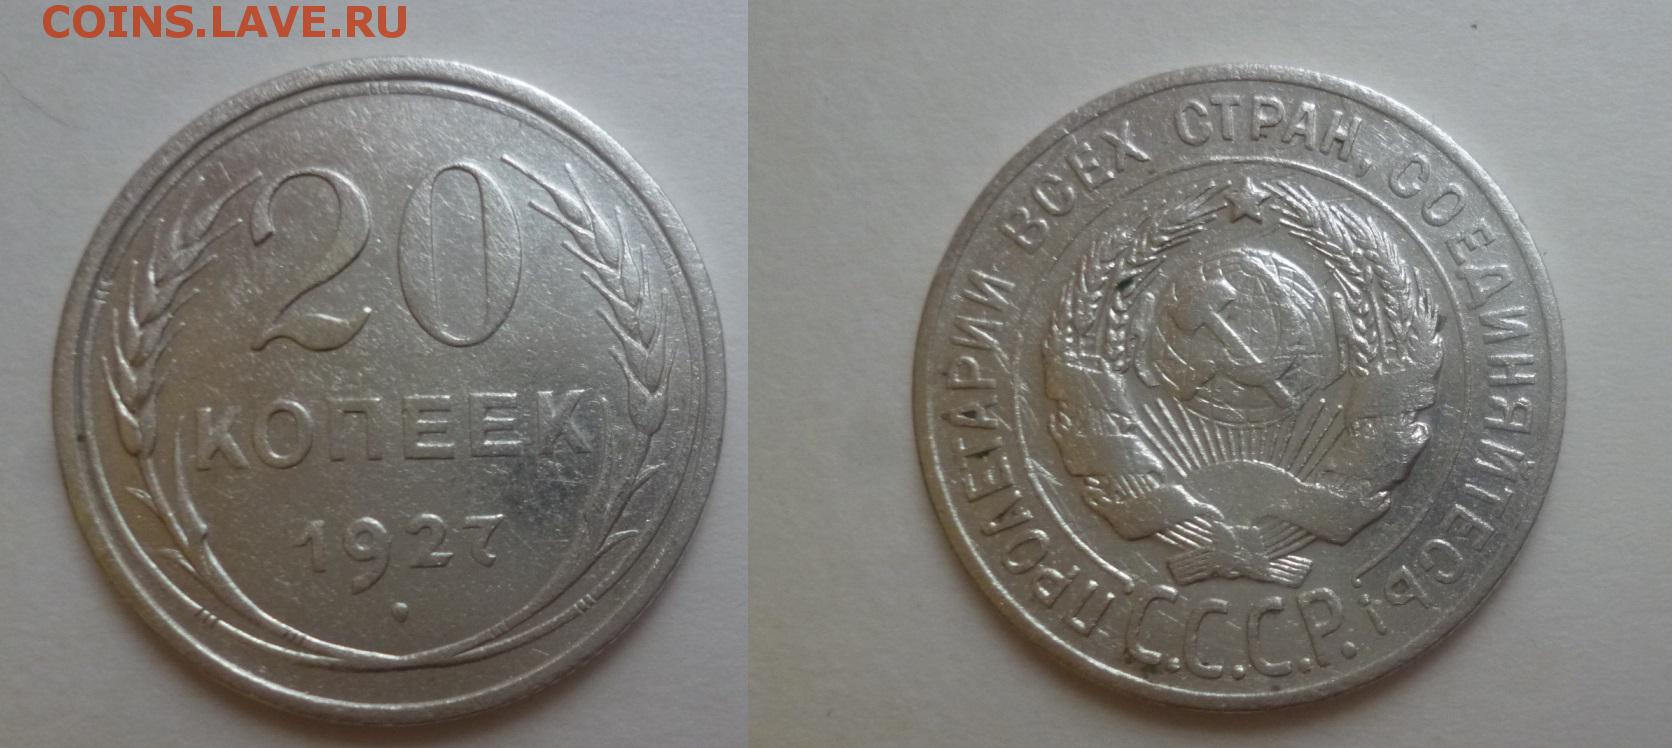 COINS.LAVE.RU
20
КОПЕЕК
1927
ПРОЛЕТАРИИ ВСЕХ СТРАН, СОЕДИНЯЙТЕСЬ!
С.С.С.Р.